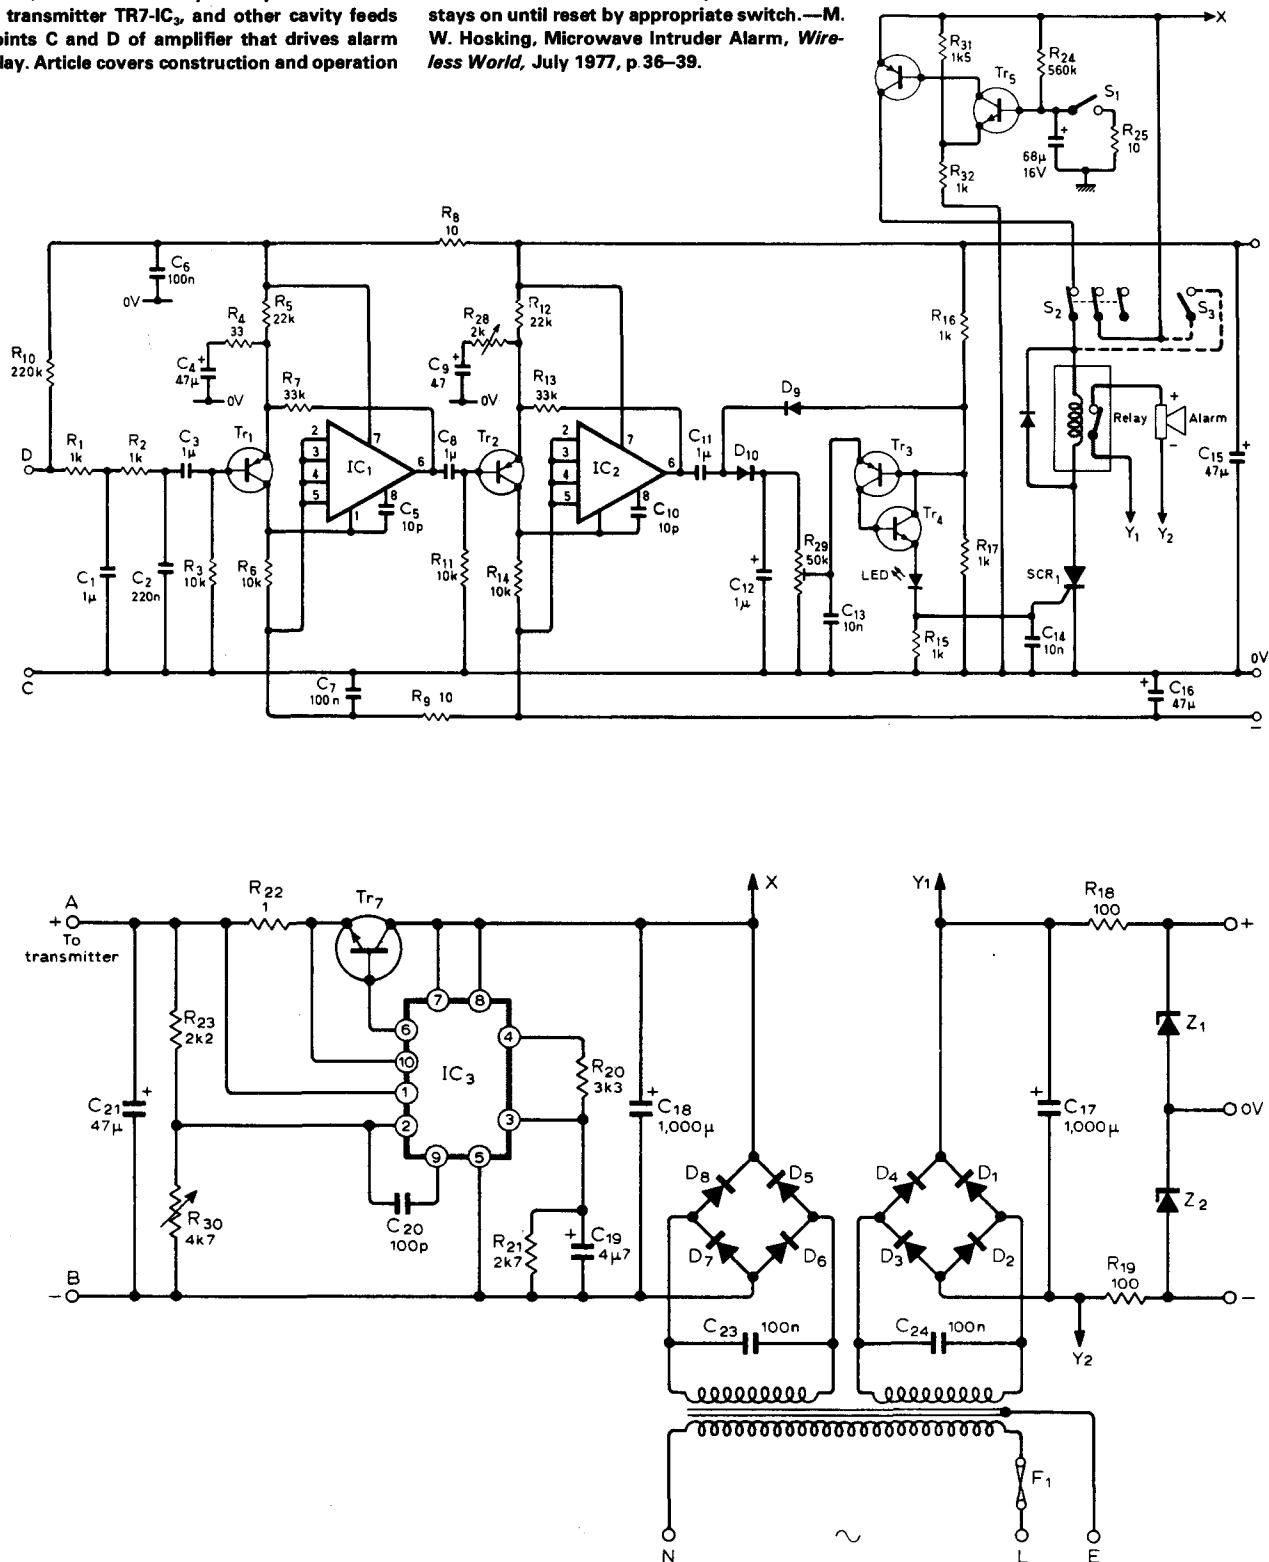 transmitter TR7-IC₃, and other cavity feeds
oints C and D of amplifier that drives alarm
lay. Article covers construction and operation
stays on until reset by appropriate switch.—M.
W. Hosking, Microwave Intruder Alarm, Wire-
less World, July 1977, p. 36–39.
X
R31
1k5
R24
560k
Tr5
S1
R25
10
68µ
16V
+
R32
1k
R8
10
C6
100n
0V
R4
33
R5
22k
R10
220k
C4
47µ
+
0V
R7
33k
R28
2k
R12
22k
C9
47
+
0V
R13
33k
R16
1k
S2
S3
D9
Relay
+
Alarm
-
C15
47µ
+
D
R1
1k
R2
1k
C3
1µ
Tr1
2
3
4
5
7
IC1
6
8
1
C5
10p
C8
1µ
Tr2
2
3
4
5
7
IC2
6
8
C10
10p
C11
1µ
D10
Tr3
Tr4
Y1
Y2
C1
1µ
C2
220n
R3
10k
R6
10k
R11
10k
R14
10k
+
C12
1µ
R29
50k
C13
10n
LED
R17
1k
R15
1k
SCR1
C14
10n
C
C7
100n
R9 10
0V
+
C16
47µ
-
A
+
To
transmitter
R22
1
Tr7
X
Y1
R18
100
+
R23
2k2
7
8
6
10
1
2
9
5
4
3
IC3
R20
3k3
C21
47µ
+
+
C18
1,000µ
+
C17
1,000µ
Z1
0V
Z2
R30
4k7
C20
100p
R21
2k7
+
C19
4µ7
D8
D5
D7
D6
D4
D1
D3
D2
R19
100
B
-
-
C23
100n
C24
100n
Y2
F1
N
L
E